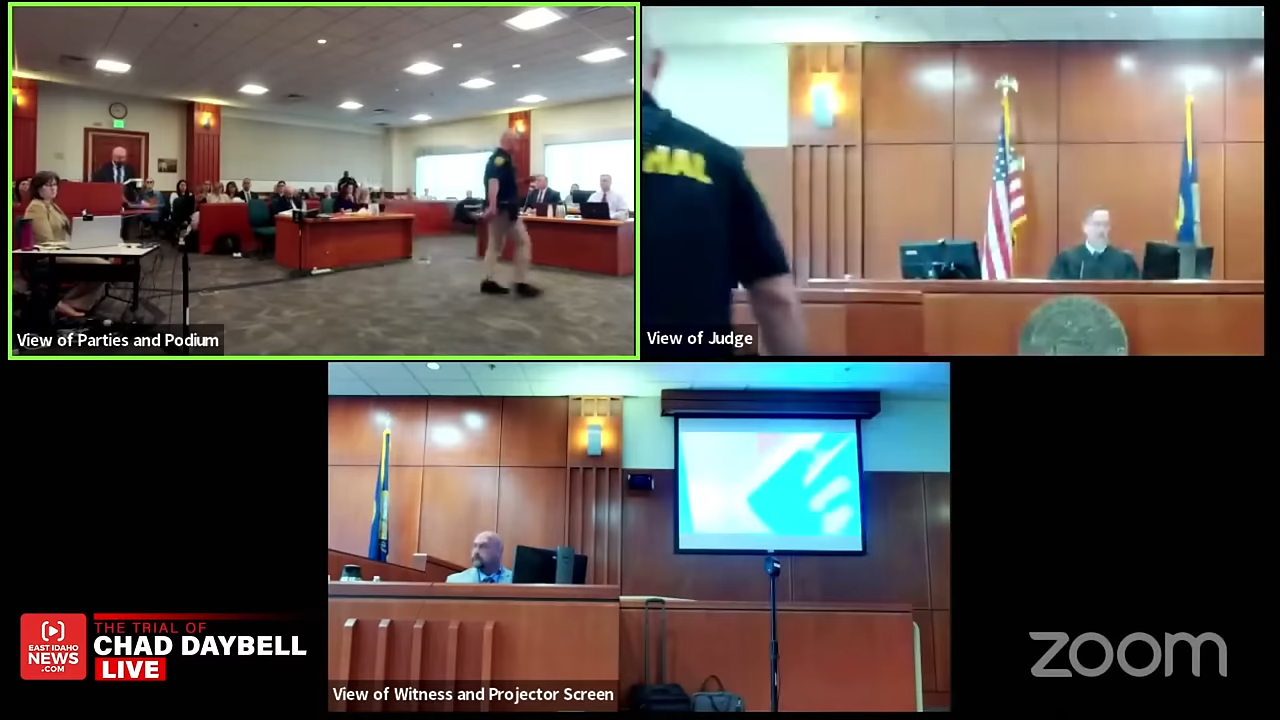 View of Parties and Podium
HAL
View of Judge
View of Witness and Projector Screen
EAST IDAHO
NEWS
.COM
THE TRIAL OF
CHAD DAYBELL
LIVE
zoom